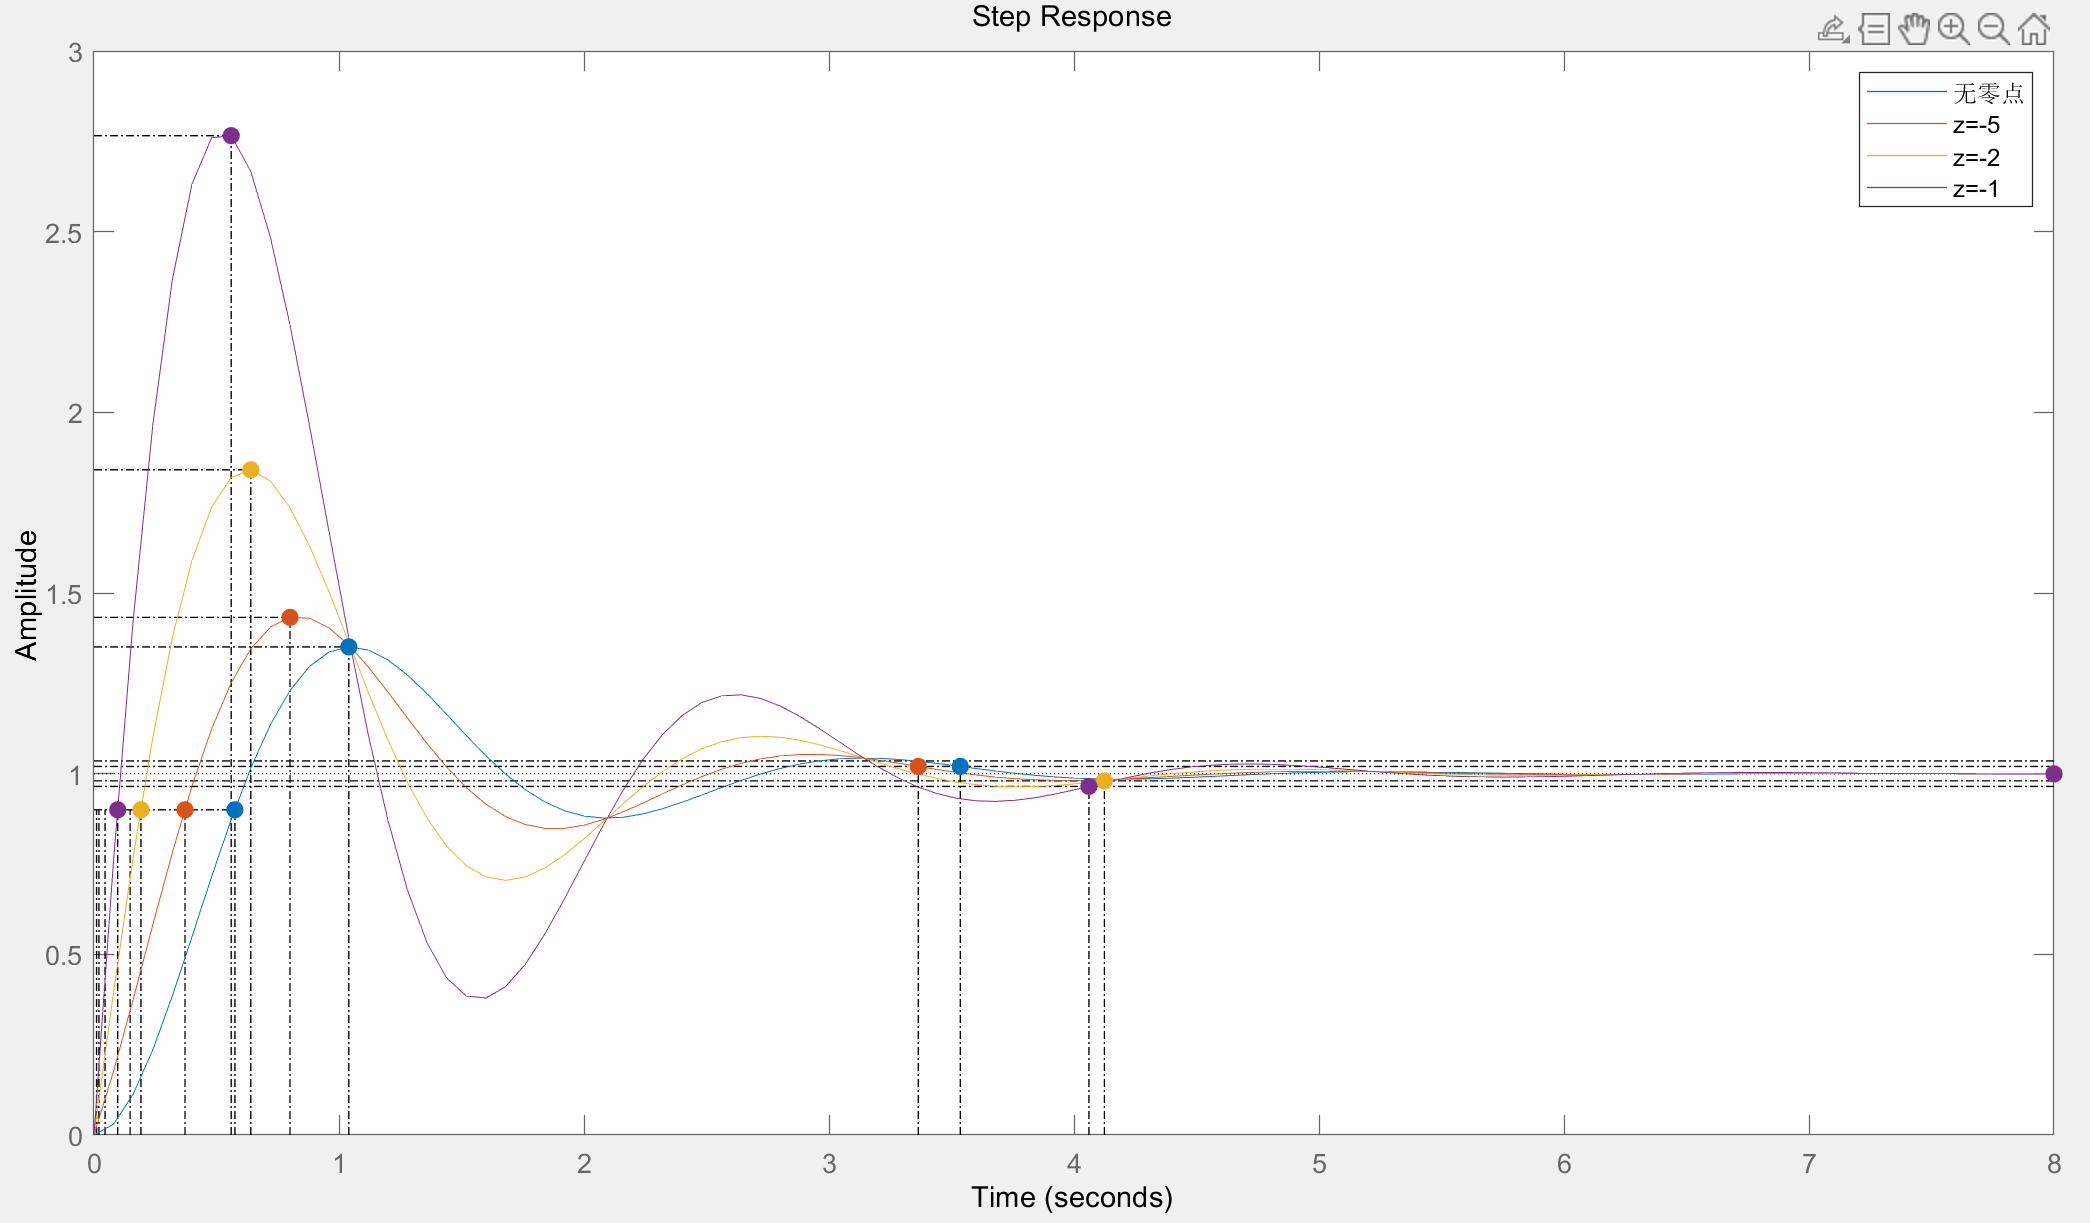 Step Response
无零点
z=-5
z=-2
z=-1
Amplitude
3
2.5
2
1.5
1
0.5
0
0 1 2 3 4 5 6 7 8
Time (seconds)